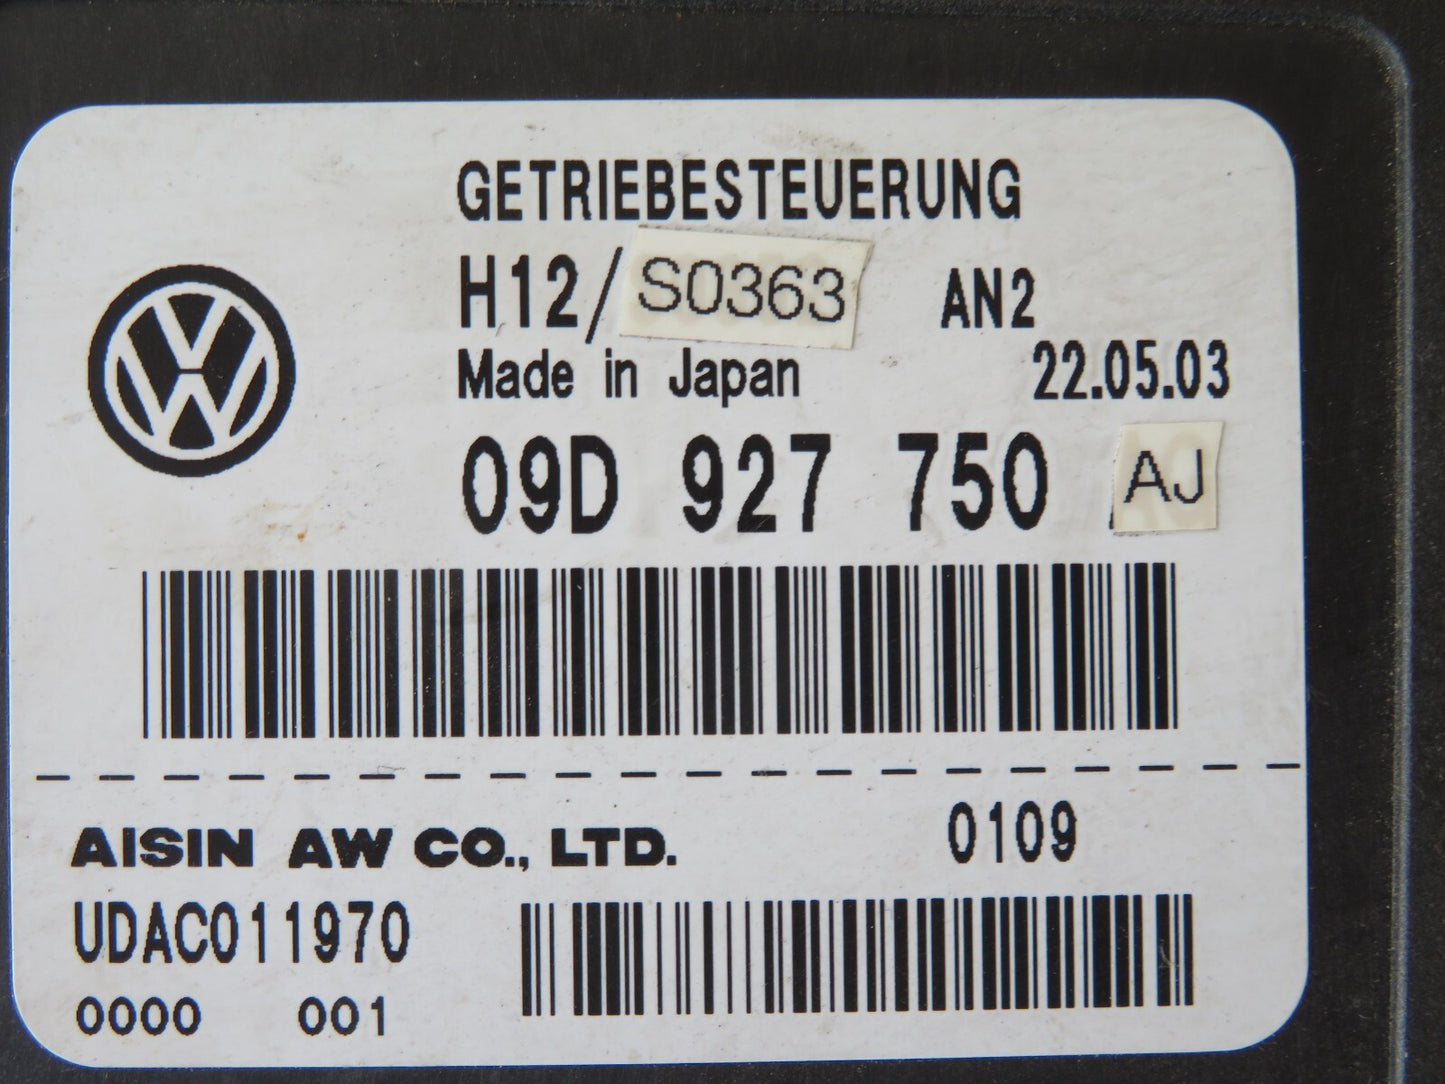 GETRIEBESTEUERUNG
H12/S0363 AN2
Made in Japan 22.05.03
09D 927 750 AJ
AISIN AW CO., LTD. 0109
UDAC011970
0000 001